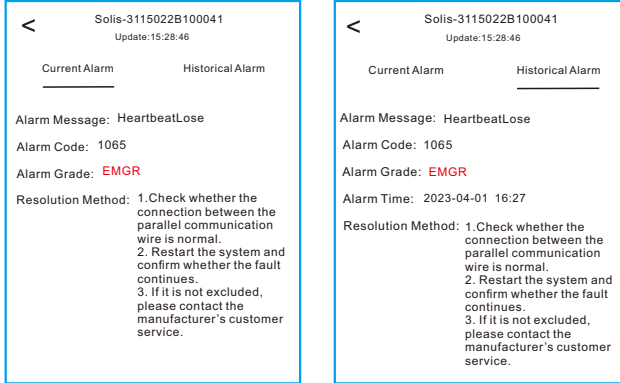 <
Solis-3115022B100041
Update:15:28:46
Current Alarm Historical Alarm
Alarm Message: HeartbeatLose
Alarm Code: 1065
Alarm Grade: EMGR
Resolution Method: 1.Check whether the
connection between the
parallel communication
wire is normal.
2. Restart the system and
confirm whether the fault
continues.
3. If it is not excluded,
please contact the
manufacturer's customer
service.
<
Solis-3115022B100041
Update:15:28:46
Current Alarm Historical Alarm
Alarm Message: HeartbeatLose
Alarm Code: 1065
Alarm Grade: EMGR
Alarm Time: 2023-04-01 16:27
Resolution Method: 1.Check whether the
connection between the
parallel communication
wire is normal.
2. Restart the system and
confirm whether the fault
continues.
3. If it is not excluded,
please contact the
manufacturer's customer
service.